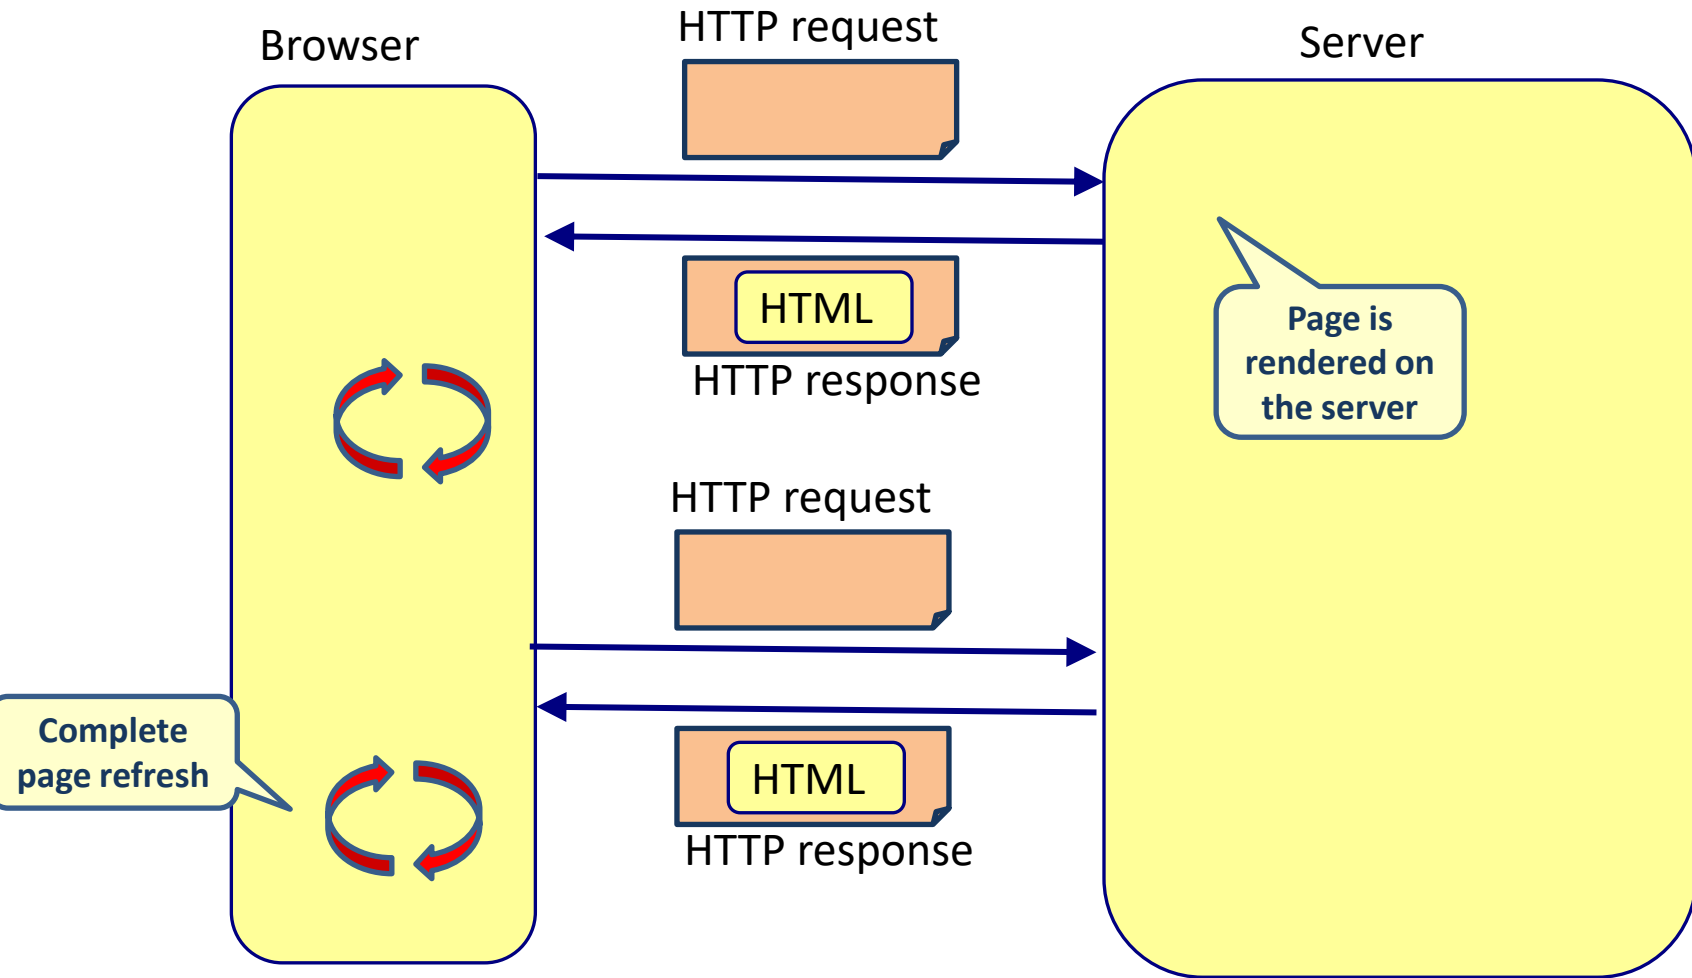 Browser
HTTP request
Server
HTML
HTTP response
Page is
rendered on
the server
HTTP request
Complete
page refresh
HTML
HTTP response